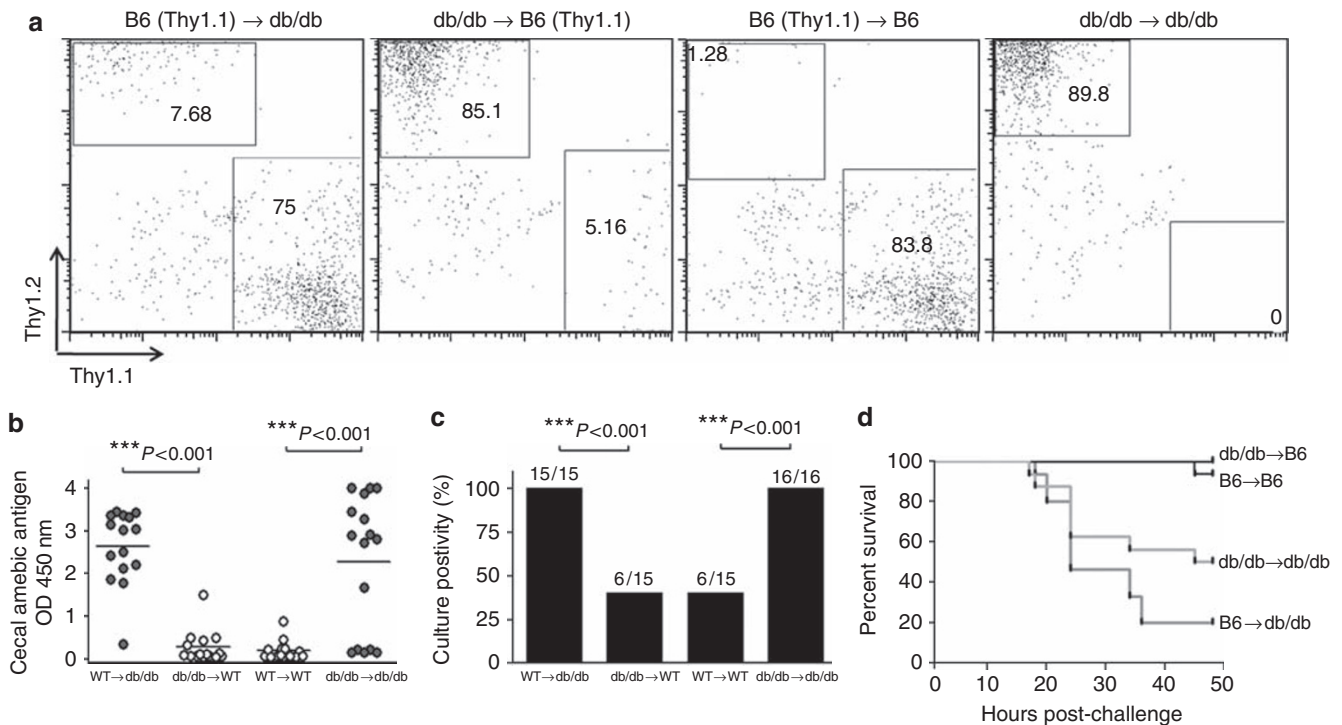 a
B6 (Thy1.1) → db/db
db/db → B6 (Thy1.1)
B6 (Thy1.1) → B6
db/db → db/db
7.68
75
85.1
5.16
1.28
83.8
89.8
0
Thy1.2
Thy1.1
b
***P<0.001
***P<0.001
Cecal amebic antigen
OD 450 nm
4
3
2
1
0
WT→db/db
db/db→WT
WT→WT
db/db→db/db
c
***P<0.001
***P<0.001
Culture postivity (%)
100
75
50
25
0
15/15
6/15
6/15
16/16
WT→db/db
db/db→WT
WT→WT
db/db→db/db
d
Percent survival
100
80
60
40
20
0
0 10 20 30 40 50
Hours post-challenge
db/db→B6
B6→B6
db/db→db/db
B6→db/db